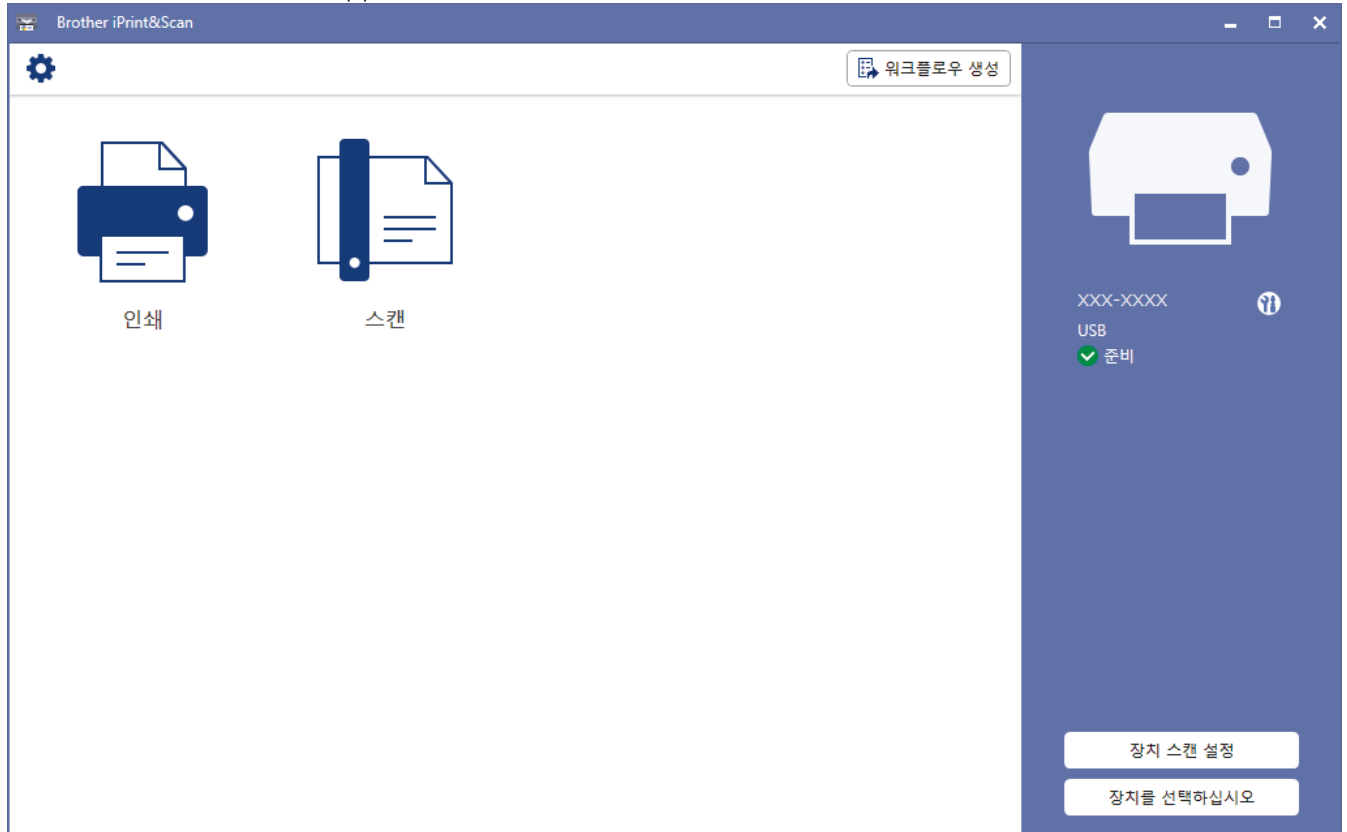 Brother iPrint&Scan
워크플로우 생성
인쇄
스캔
XXX-XXXX
USB
준비
장치 스캔 설정
장치를 선택하십시오